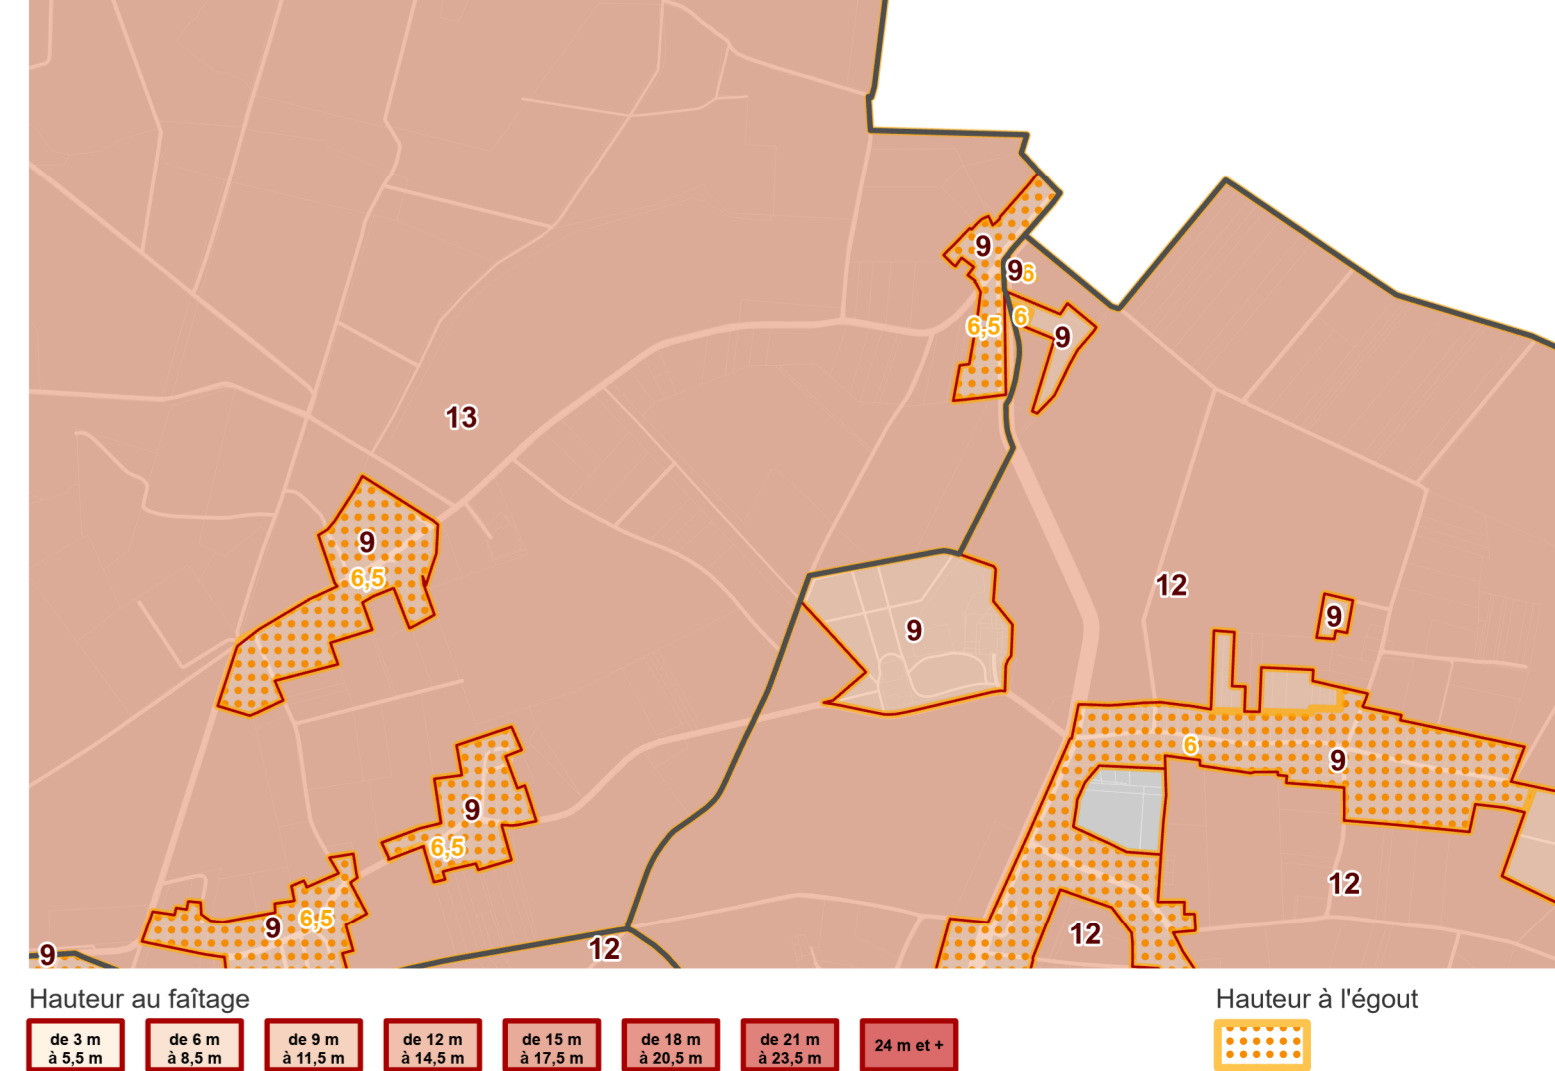 9
9
6
6
6,5
9
13
9
6,5
12
9
9
6
9
9
6,5
12
9
6,5
12
12
9
Hauteur au faîtage
Hauteur à l'égout
de 3 m
à 5,5 m
de 6 m
à 8,5 m
de 9 m
à 11,5 m
de 12 m
à 14,5 m
de 15 m
à 17,5 m
de 18 m
à 20,5 m
de 21 m
à 23,5 m
24 m et +